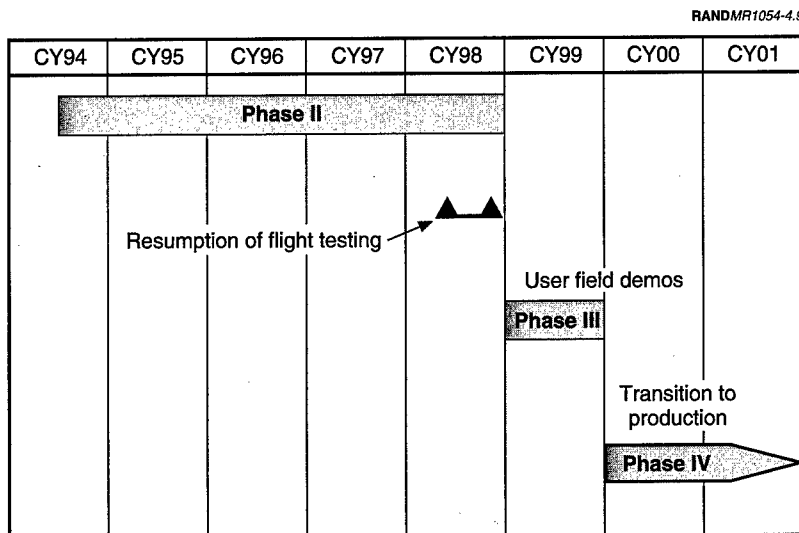 RANDMR1054-4.8
CY94 CY95 CY96 CY97 CY98 CY99 CY00 CY01
Phase II
Resumption of flight testing
User field demos
Phase III
Transition to
production
Phase IV